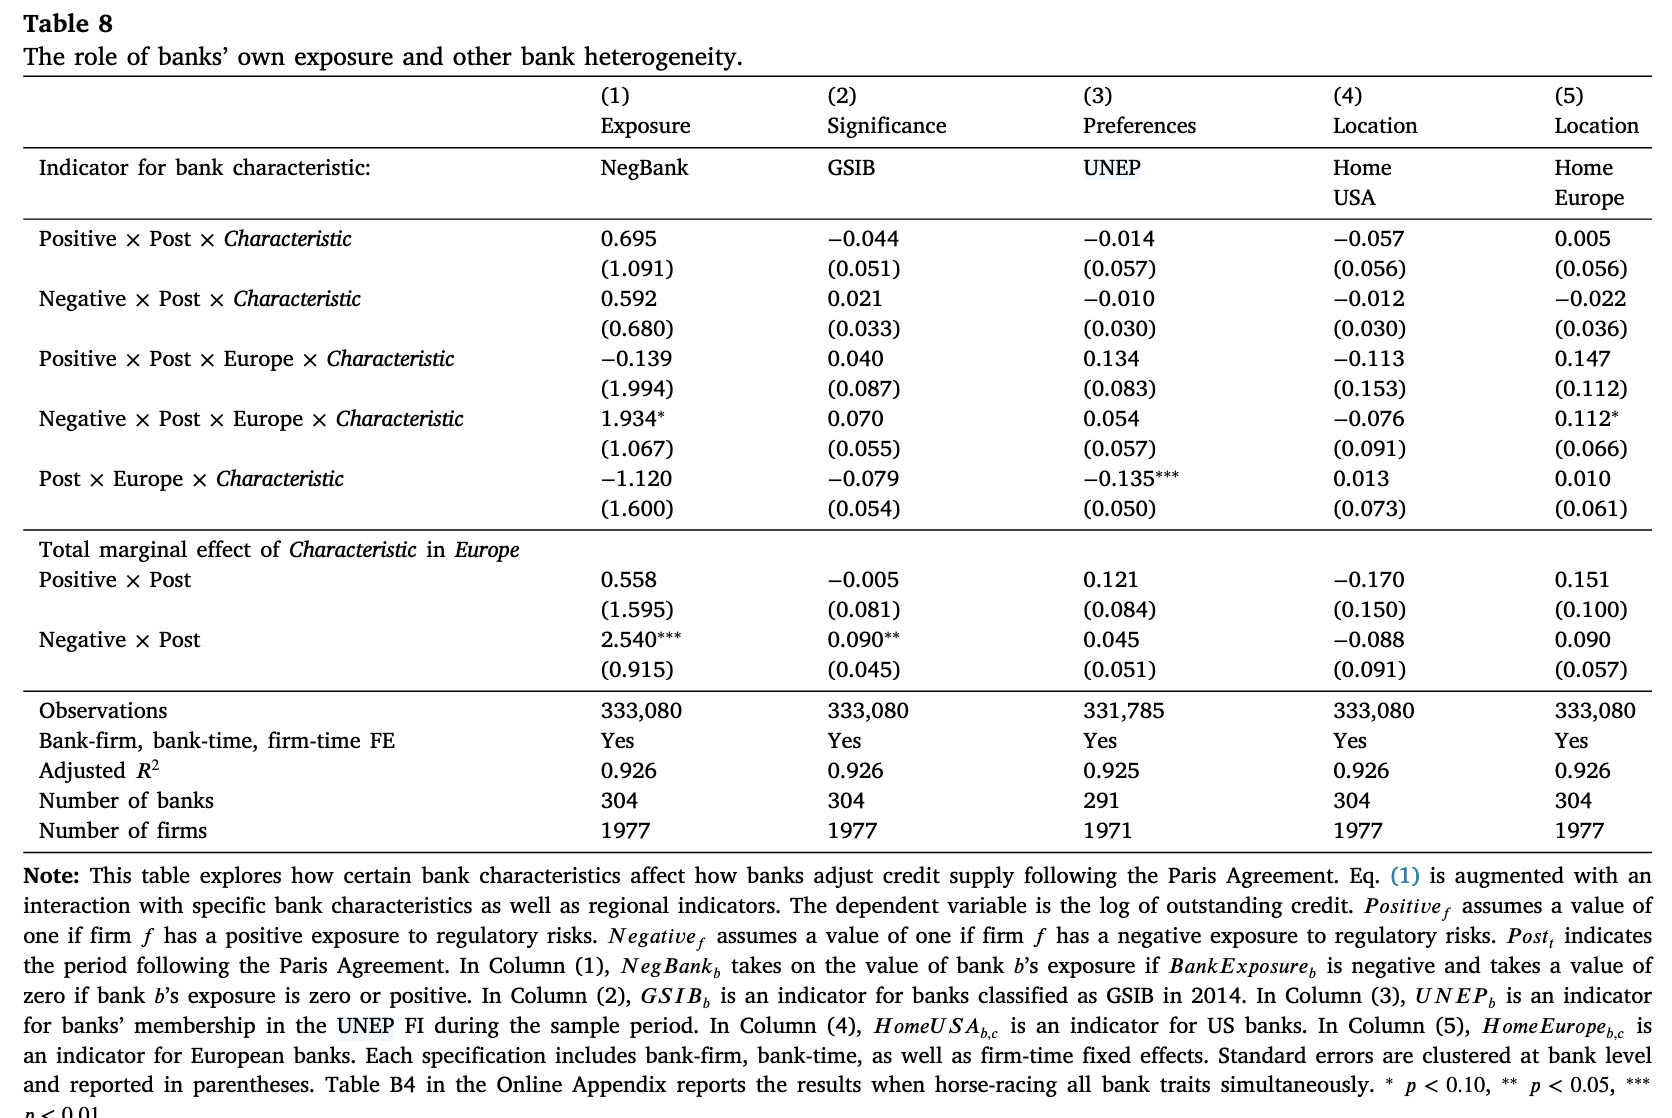 Table 8
The role of banks’ own exposure and other bank heterogeneity.
(1) (2) (3) (4) (5)
Exposure Significance Preferences Location Location
Indicator for bank characteristic: NegBank GSIB UNEP Home Home
USA Europe
Positive × Post × Characteristic 0.695 −0.044 −0.014 −0.057 0.005
(1.091) (0.051) (0.057) (0.056) (0.056)
Negative × Post × Characteristic 0.592 0.021 −0.010 −0.012 −0.022
(0.680) (0.033) (0.030) (0.030) (0.036)
Positive × Post × Europe × Characteristic −0.139 0.040 0.134 −0.113 0.147
(1.994) (0.087) (0.083) (0.153) (0.112)
Negative × Post × Europe × Characteristic 1.934* 0.070 0.054 −0.076 0.112*
(1.067) (0.055) (0.057) (0.091) (0.066)
Post × Europe × Characteristic −1.120 −0.079 −0.135*** 0.013 0.010
(1.600) (0.054) (0.050) (0.073) (0.061)
Total marginal effect of Characteristic in Europe
Positive × Post 0.558 −0.005 0.121 −0.170 0.151
(1.595) (0.081) (0.084) (0.150) (0.100)
Negative × Post 2.540*** 0.090** 0.045 −0.088 0.090
(0.915) (0.045) (0.051) (0.091) (0.057)
Observations 333,080 333,080 331,785 333,080 333,080
Bank-firm, bank-time, firm-time FE Yes Yes Yes Yes Yes
Adjusted R² 0.926 0.926 0.925 0.926 0.926
Number of banks 304 304 291 304 304
Number of firms 1977 1977 1971 1977 1977
Note: This table explores how certain bank characteristics affect how banks adjust credit supply following the Paris Agreement. Eq. (1) is augmented with an
interaction with specific bank characteristics as well as regional indicators. The dependent variable is the log of outstanding credit. Positive_f assumes a value of
one if firm f has a positive exposure to regulatory risks. Negative_f assumes a value of one if firm f has a negative exposure to regulatory risks. Post_t indicates
the period following the Paris Agreement. In Column (1), NegBank_b takes on the value of bank b’s exposure if BankExposure_b is negative and takes a value of
zero if bank b’s exposure is zero or positive. In Column (2), GSIB_b is an indicator for banks classified as GSIB in 2014. In Column (3), UNEP_b is an indicator
for banks’ membership in the UNEP FI during the sample period. In Column (4), HomeUSA_b,c is an indicator for US banks. In Column (5), HomeEurope_b,c is
an indicator for European banks. Each specification includes bank-firm, bank-time, as well as firm-time fixed effects. Standard errors are clustered at bank level
and reported in parentheses. Table B4 in the Online Appendix reports the results when horse-racing all bank traits simultaneously. * p < 0.10, ** p < 0.05, ***
p < 0.01